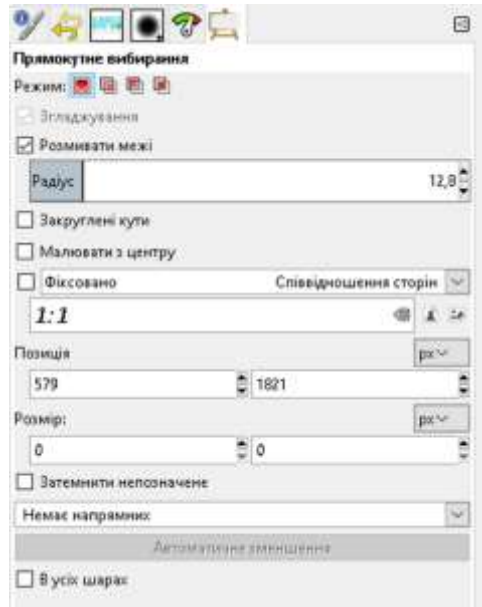 Прямокутне вибирання
Режим:
Згладжування
Розмивати межі
Радіус 12,8
Закруглені кути
Малювати з центру
Фіксовано Співвідношення сторін
1:1
Позиція px
579 1821
Розмір: px
0 0
Затемнити непозначене
Немає напрямних
Автоматичне зменшення
В усіх шарах